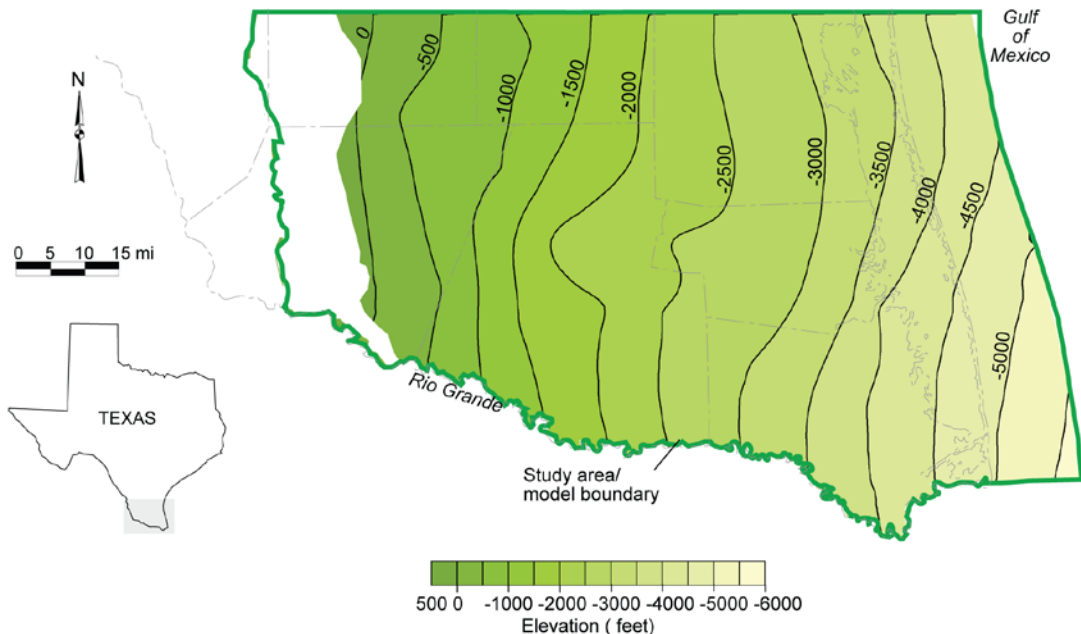 Gulf
of
Mexico
0
-500
-1000
-1500
-2000
-2500
-3000
-3500
-4000
-4500
-5000
N
0 5 10 15 mi
Rio Grande
TEXAS
Study area/
model boundary
500 0 -1000 -2000 -3000 -4000 -5000 -6000
Elevation ( feet)